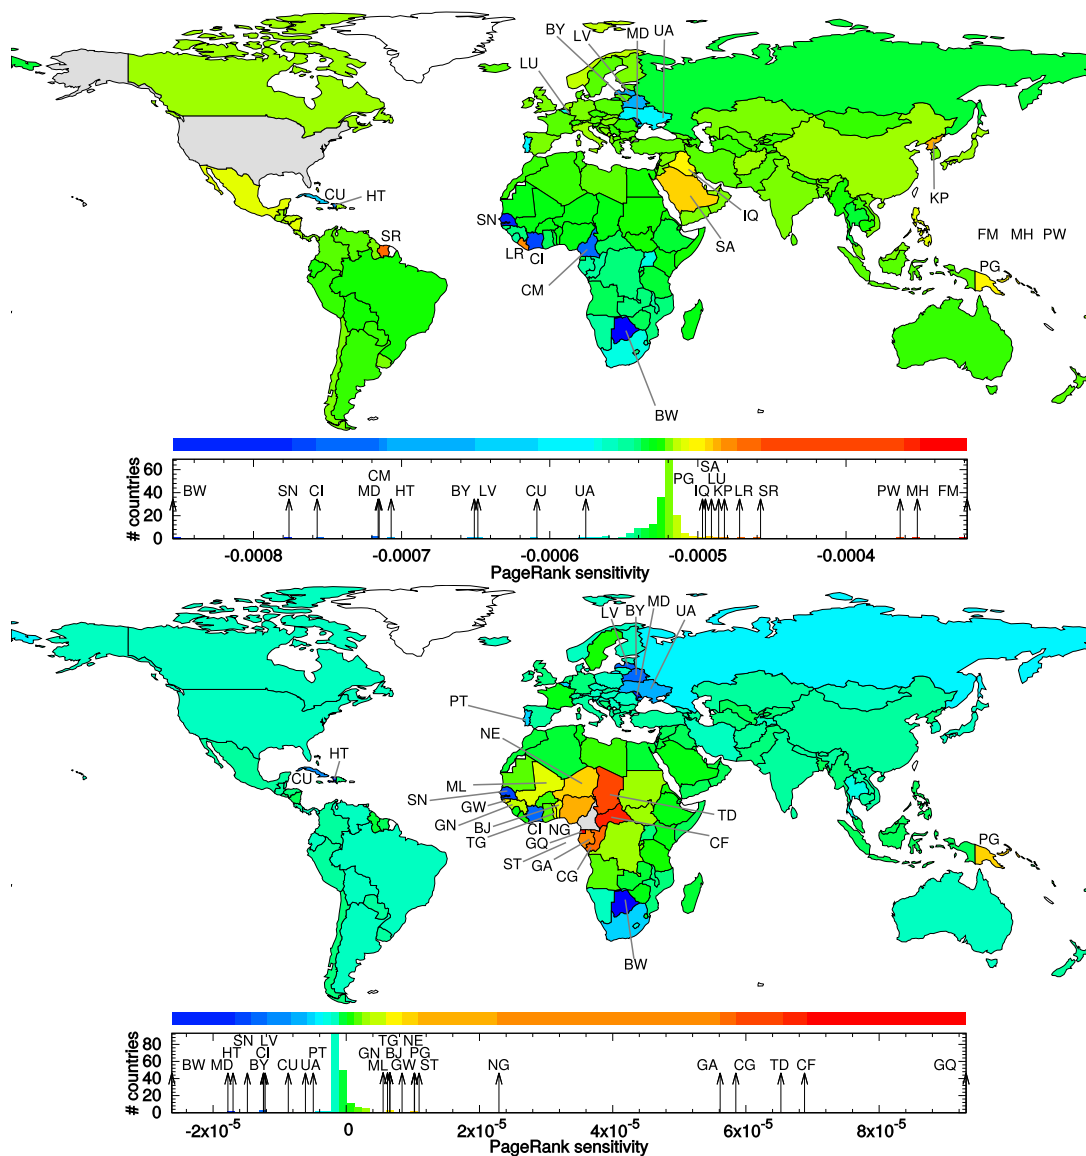 BY LV MD UA
LU
CU HT
KP
SN
IQ
SR
SA
FM MH PW
LR CI
PG
CM
BW
# countries
60
40
20
0
SA
CM PG LU
BW SN CI MD HT BY LV CU UA IQ KP LR SR PW MH FM
-0.0008 -0.0007 -0.0006 -0.0005 -0.0004
PageRank sensitivity
LV BY MD UA
PT
NE
HT
CU
ML
SN
GW
TD
GN
BJ CI NG
CF
PG
TG GQ
ST GA
CG
BW
# countries
80
60
40
20
0
SN LV TG NE
HT CI PT GN BJ PG
BW MD BY CU UA ML GW ST NG GA CG TD CF GQ
-2x10-5 0 2x10-5 4x10-5 6x10-5 8x10-5
PageRank sensitivity